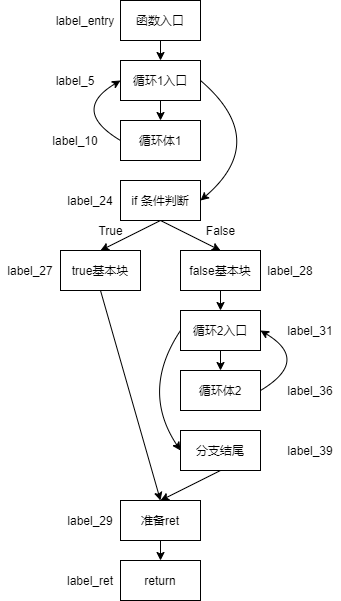 label_entry 函数入口
label_5 循环1入口
label_10 循环体1
label_24 if 条件判断
True False
label_27 true基本块 false基本块 label_28
循环2入口 label_31
循环体2 label_36
分支结尾 label_39
label_29 准备ret
label_ret return